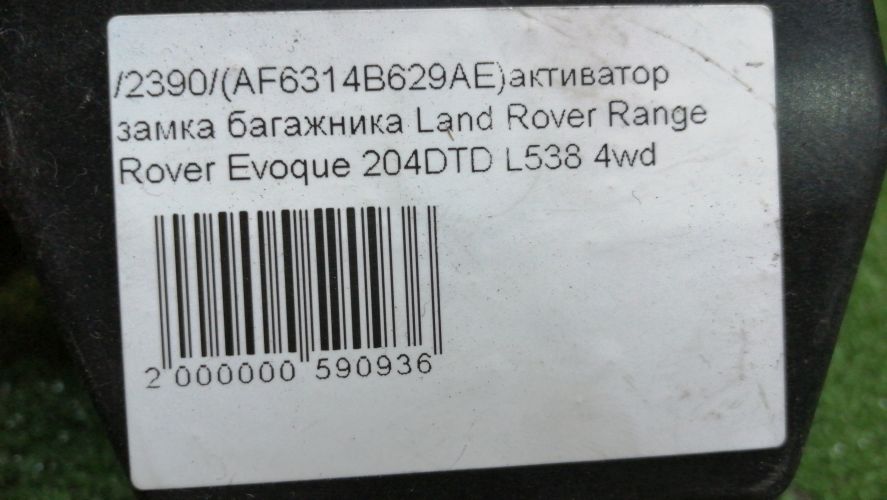 /2390/(AF6314B629AE)активатор
замка багажника Land Rover Range
Rover Evoque 204DTD L538 4wd
2 000000 590936